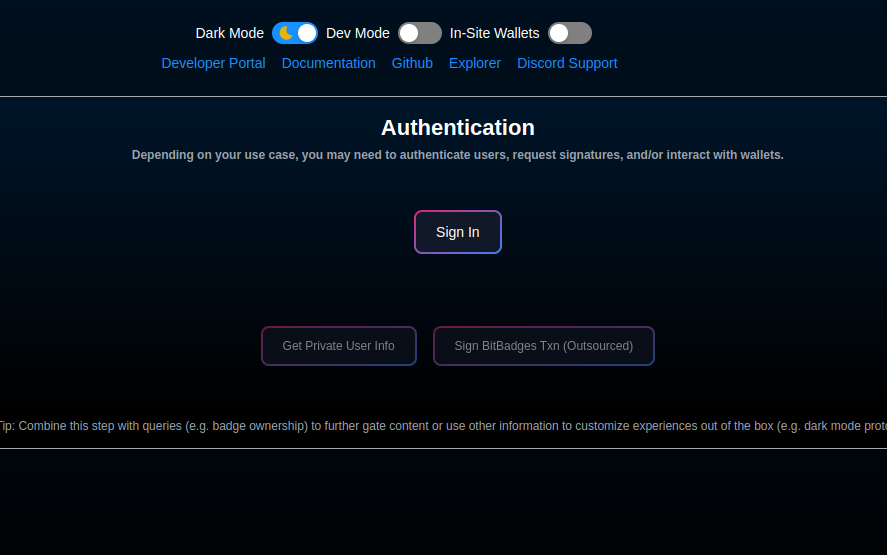 Dark Mode Dev Mode In-Site Wallets
Developer Portal Documentation Github Explorer Discord Support
Authentication
Depending on your use case, you may need to authenticate users, request signatures, and/or interact with wallets.
Sign In
Get Private User Info Sign BitBadges Txn (Outsourced)
Tip: Combine this step with queries (e.g. badge ownership) to further gate content or use other information to customize experiences out of the box (e.g. dark mode